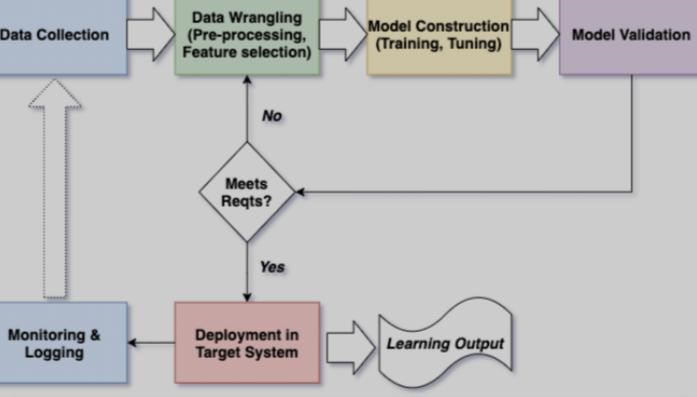 Data Collection
Data Wrangling
(Pre-processing,
Feature selection)
Model Construction
(Training, Tuning)
Model Validation
No
Meets
Reqts?
Yes
Monitoring &
Logging
Deployment in
Target System
Learning Output